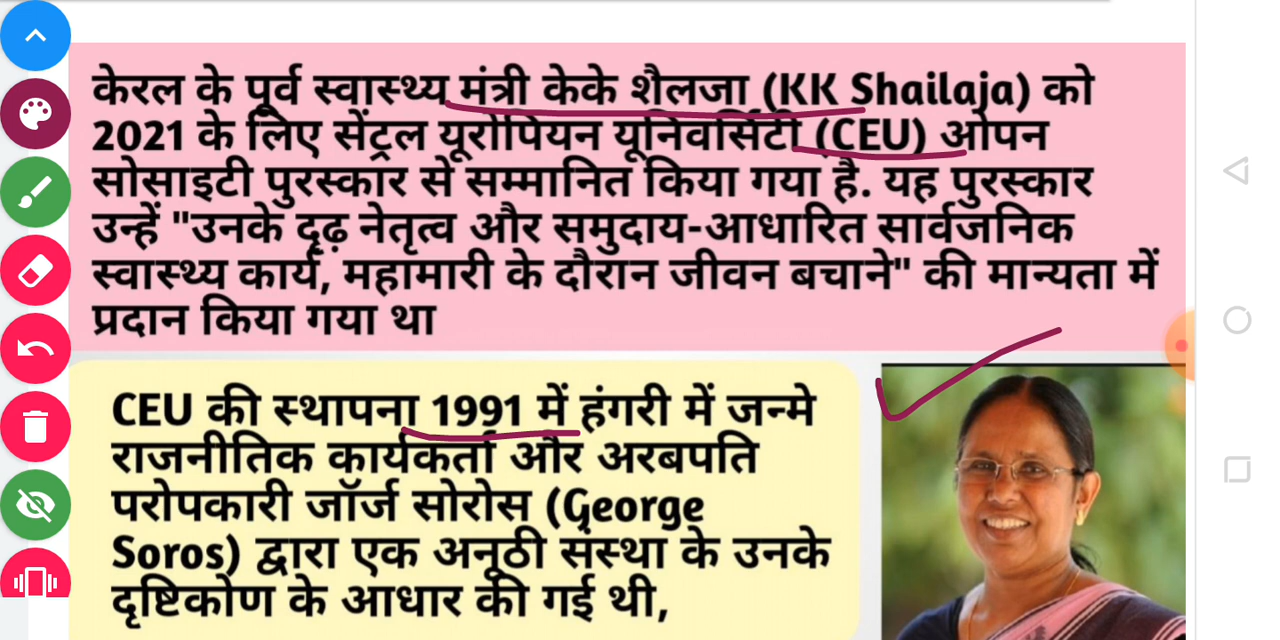 केरल के पूर्व स्वास्थ्य मंत्री केके शैलजा (KK Shailaja) को
2021 के लिए सेंट्रल यूरोपियन यूनिवर्सिटी (CEU) ओपन
सोसाइटी पुरस्कार से सम्मानित किया गया है. यह पुरस्कार
उन्हें "उनके दृढ़ नेतृत्व और समुदाय-आधारित सार्वजनिक
स्वास्थ्य कार्य, महामारी के दौरान जीवन बचाने" की मान्यता में
प्रदान किया गया था
CEU की स्थापना 1991 में हंगरी में जन्मे
राजनीतिक कार्यकर्ता और अरबपति
परोपकारी जॉर्ज सोरोस (George
Soros) द्वारा एक अनूठी संस्था के उनके
दृष्टिकोण के आधार की गई थी,